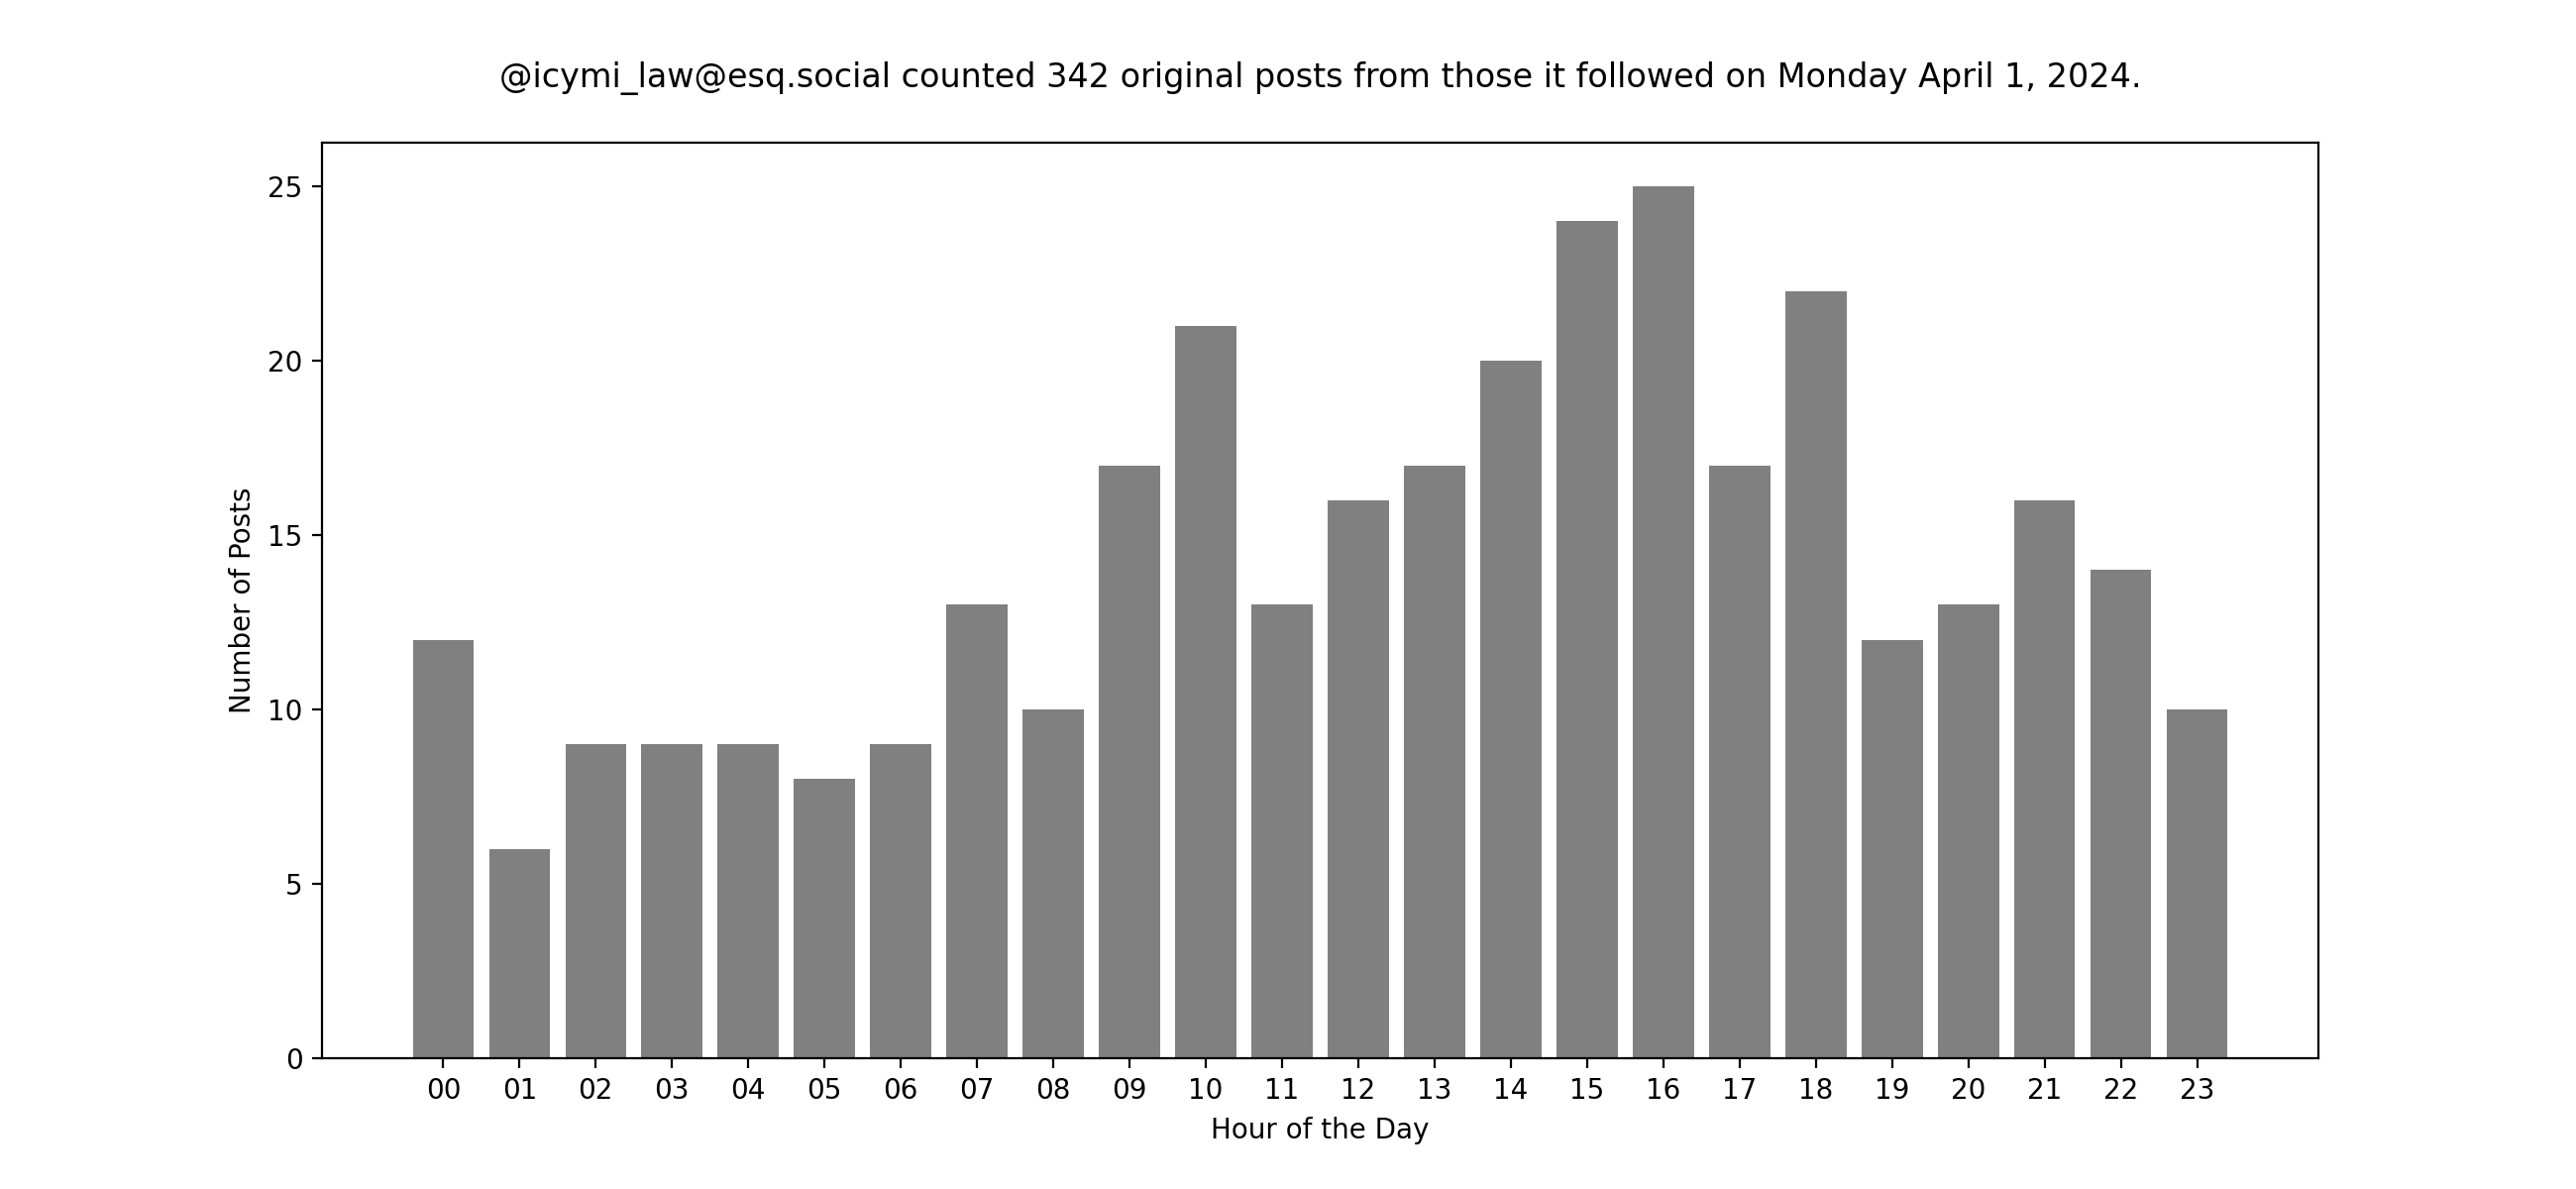 @icymi_law@esq.social counted 342 original posts from those it followed on Monday April 1, 2024.
25
20
15
10
5
0
Number of Posts
00 01 02 03 04 05 06 07 08 09 10 11 12 13 14 15 16 17 18 19 20 21 22 23
Hour of the Day